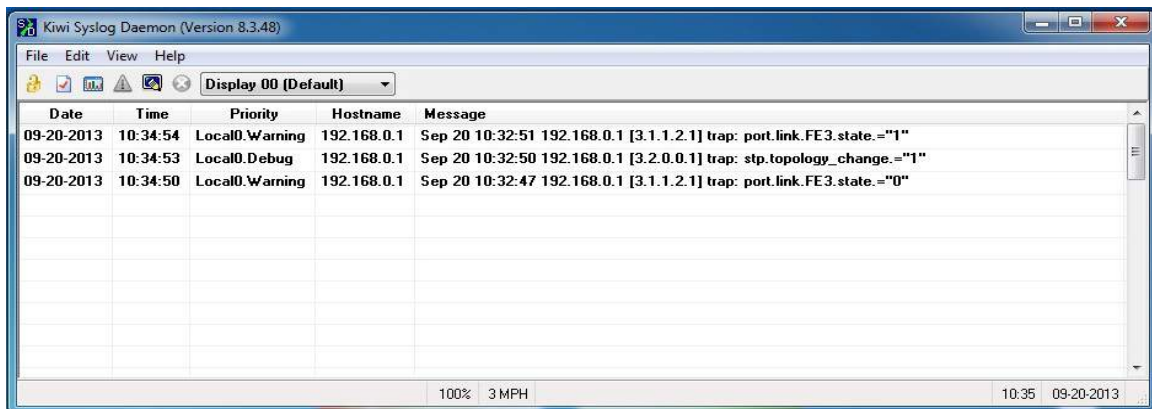 Kiwi Syslog Daemon (Version 8.3.48)
File Edit View Help
Display 00 (Default)
Date Time Priority Hostname Message
09-20-2013 10:34:54 Local0.Warning 192.168.0.1 Sep 20 10:32:51 192.168.0.1 [3.1.1.2.1] trap: port.link.FE3.state.="1"
09-20-2013 10:34:53 Local0.Debug 192.168.0.1 Sep 20 10:32:50 192.168.0.1 [3.2.0.0.1] trap: stp.topology_change.="1"
09-20-2013 10:34:50 Local0.Warning 192.168.0.1 Sep 20 10:32:47 192.168.0.1 [3.1.1.2.1] trap: port.link.FE3.state.="0"
100% 3 MPH 10:35 09-20-2013